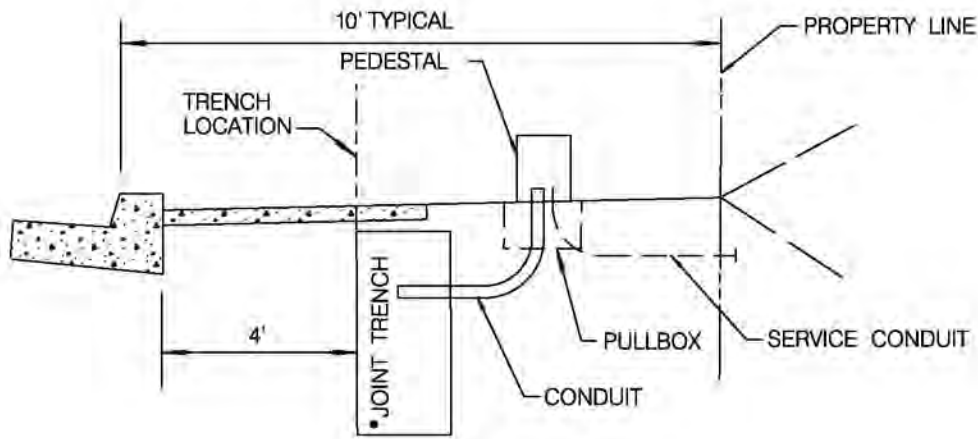 10' TYPICAL
PROPERTY LINE
PEDESTAL
TRENCH
LOCATION
4'
JOINT TRENCH
PULLBOX
SERVICE CONDUIT
CONDUIT